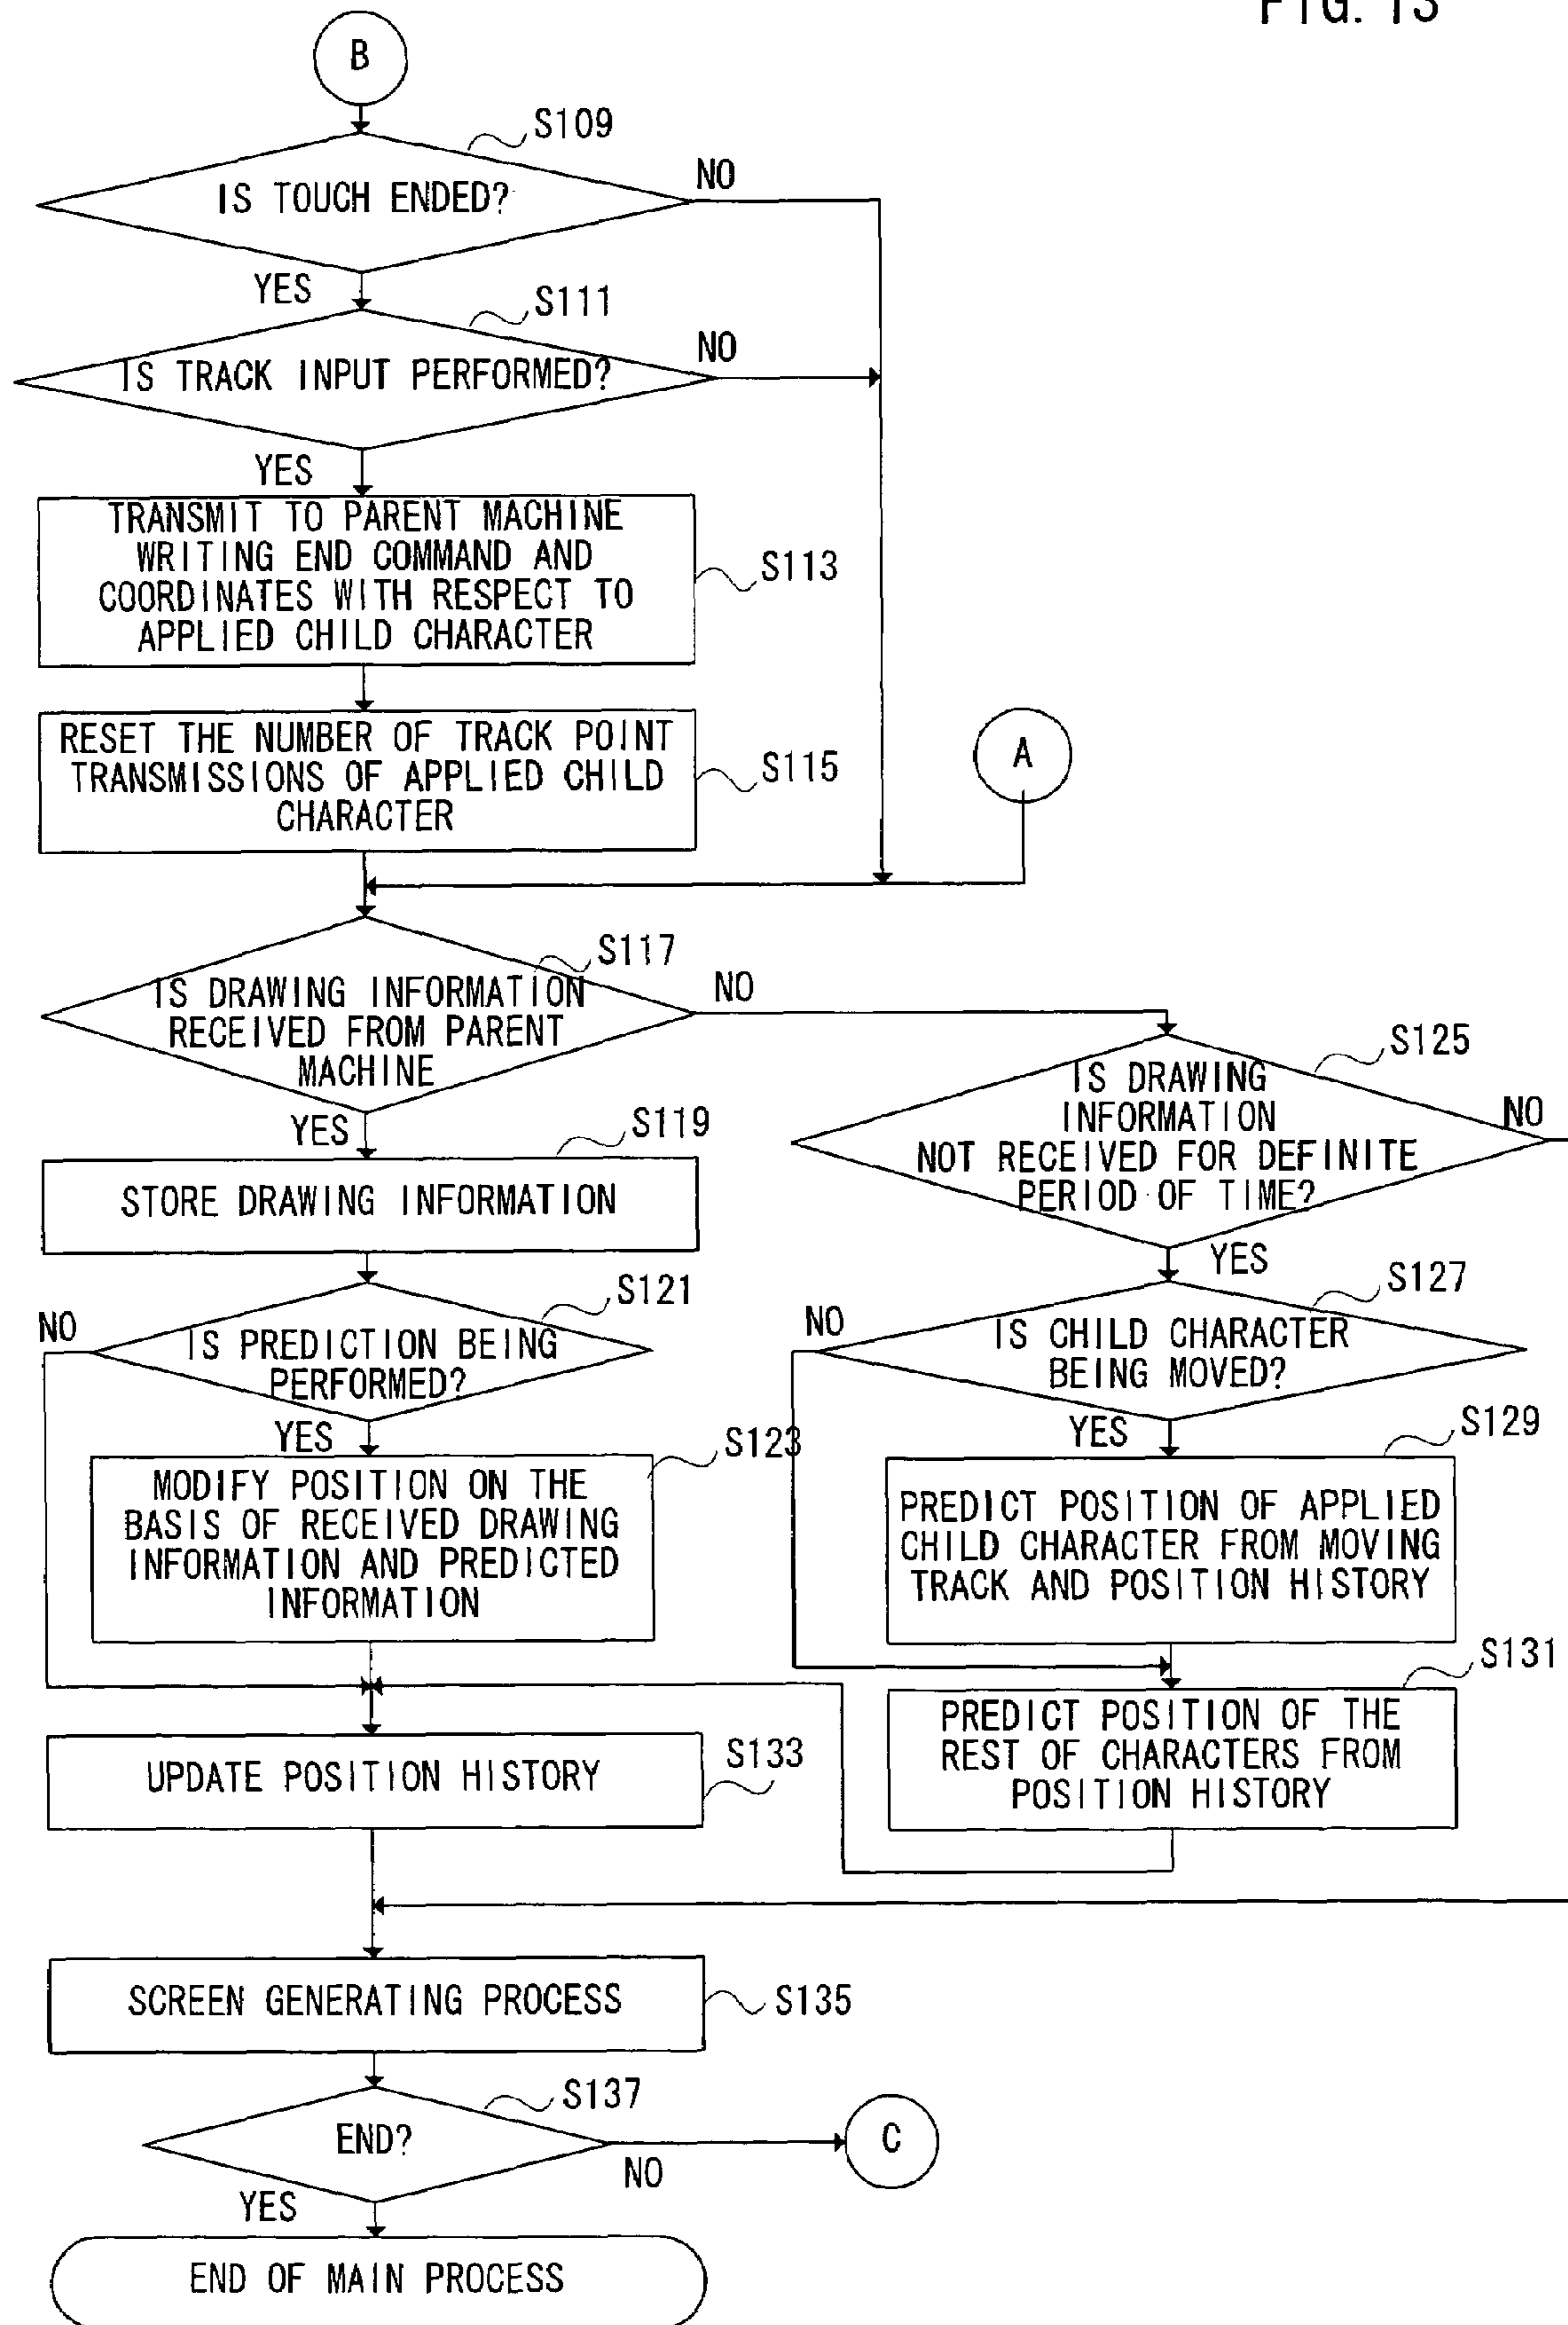 FIG. 13
B
S109
IS TOUCH ENDED?
NO
YES
S111
IS TRACK INPUT PERFORMED?
NO
YES
TRANSMIT TO PARENT MACHINE
WRITING END COMMAND AND
COORDINATES WITH RESPECT TO
APPLIED CHILD CHARACTER
S113
RESET THE NUMBER OF TRACK POINT
TRANSMISSIONS OF APPLIED CHILD
CHARACTER
S115
A
S117
IS DRAWING INFORMATION
RECEIVED FROM PARENT
MACHINE
NO
YES
S125
IS DRAWING
INFORMATION
NOT RECEIVED FOR DEFINITE
PERIOD OF TIME?
NO
YES
S119
STORE DRAWING INFORMATION
S121
IS PREDICTION BEING
PERFORMED?
NO
YES
S127
IS CHILD CHARACTER
BEING MOVED?
NO
YES
S123
MODIFY POSITION ON THE
BASIS OF RECEIVED DRAWING
INFORMATION AND PREDICTED
INFORMATION
S129
PREDICT POSITION OF APPLIED
CHILD CHARACTER FROM MOVING
TRACK AND POSITION HISTORY
S131
PREDICT POSITION OF THE
REST OF CHARACTERS FROM
POSITION HISTORY
UPDATE POSITION HISTORY
S133
SCREEN GENERATING PROCESS
S135
S137
END?
NO
C
YES
END OF MAIN PROCESS